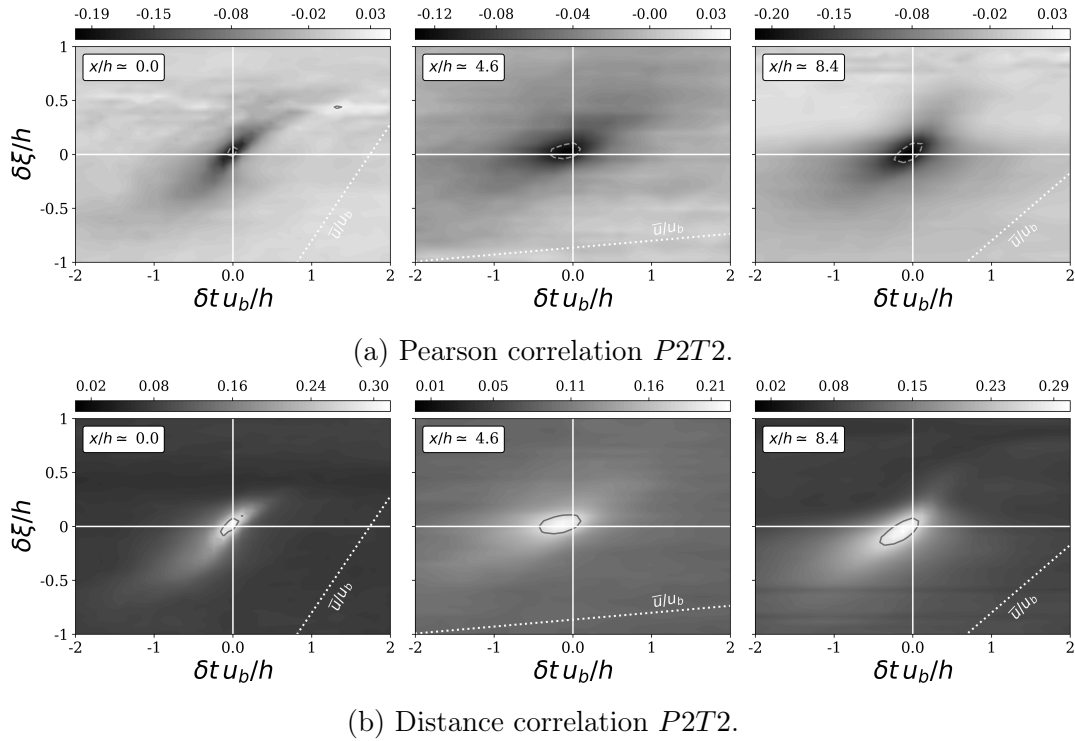 -0.19 -0.13 -0.08 -0.02 0.03
-0.12 -0.08 -0.04 -0.01 0.03
-0.20 -0.14 -0.08 -0.02 0.03
x/h ≃ 0.0
x/h ≃ 4.6
x/h ≃ 8.4
1
0.5
0
-0.5
-1
δξ/h
u̅/u_b
u̅/u_b
u̅/u_b
-2 -1 0.0 1 2
-2 -1 0.0 1 2
-2 -1 0.0 1 2
δt u_b/h
δt u_b/h
δt u_b/h
(a) Pearson correlation P2T2.
0.02 0.08 0.16 0.24 0.30
0.01 0.05 0.11 0.16 0.21
0.02 0.08 0.15 0.23 0.29
x/h ≃ 0.0
x/h ≃ 4.6
x/h ≃ 8.4
1
0.5
0
-0.5
-1
δξ/h
u̅/u_b
u̅/u_b
u̅/u_b
-2 -1 0.0 1 2
-2 -1 0.0 1 2
-2 -1 0.0 1 2
δt u_b/h
δt u_b/h
δt u_b/h
(b) Distance correlation P2T2.